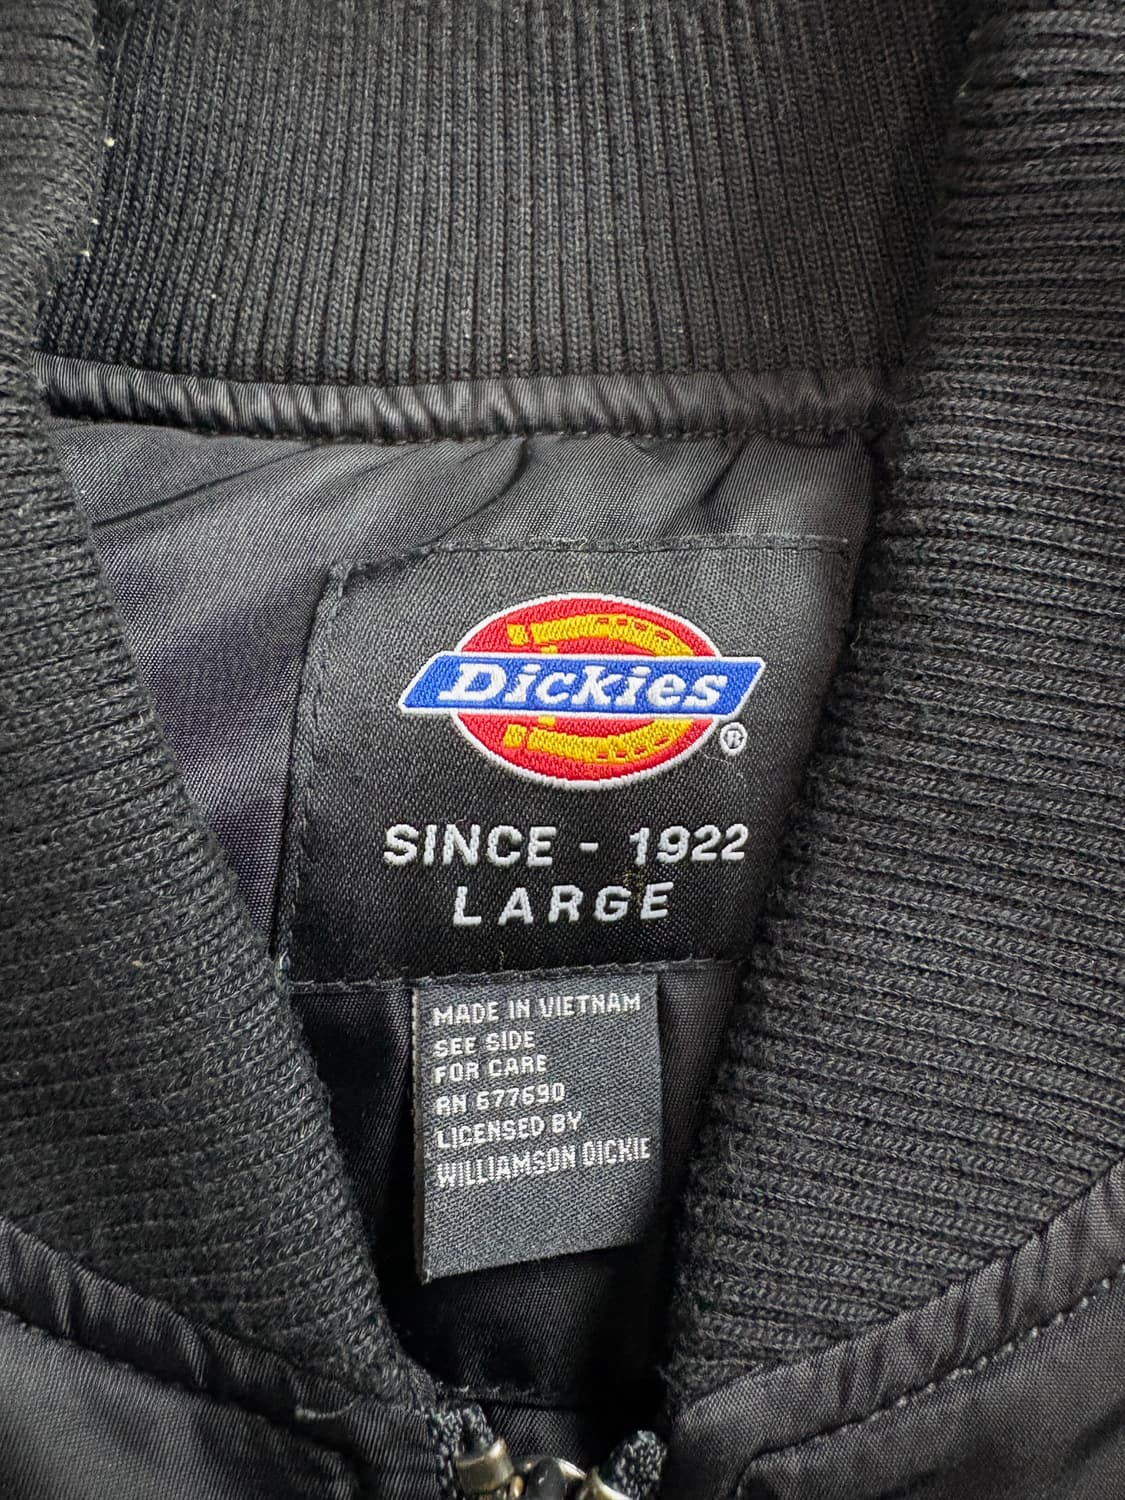 Dickies
®
SINCE - 1922
LARGE
MADE IN VIETNAM
SEE SIDE
FOR CARE
RN 677690
LICENSED BY
WILLIAMSON DICKIE